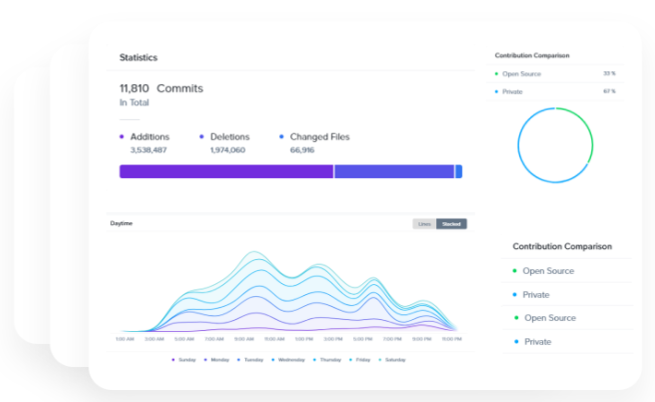 Statistics
11,810 Commits
In Total
Additions
3,538,487
Deletions
1,974,060
Changed Files
66,916
Contribution Comparison
Open Source 33 %
Private 67 %
Daytime
Lines Stacked
1:00 AM 3:00 AM 5:00 AM 7:00 AM 9:00 AM 11:00 AM 1:00 PM 3:00 PM 5:00 PM 7:00 PM 9:00 PM 11:00 PM
Sunday Monday Tuesday Wednesday Thursday Friday Saturday
Contribution Comparison
Open Source
Private
Open Source
Private